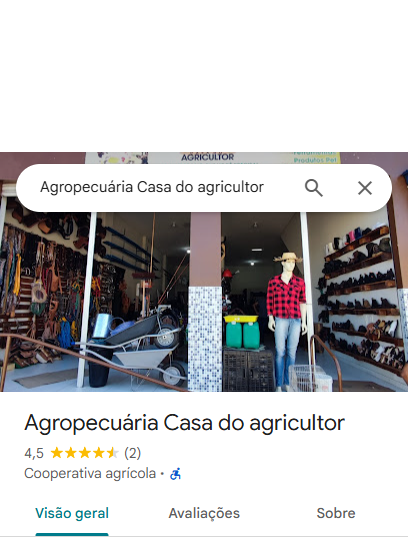 AGRICULTOR
Ferramentas
Produtos Pet
Agropecuária Casa do agricultor
Agropecuária Casa do agricultor
4,5 (2)
Cooperativa agrícola ·
Visão geral Avaliações Sobre